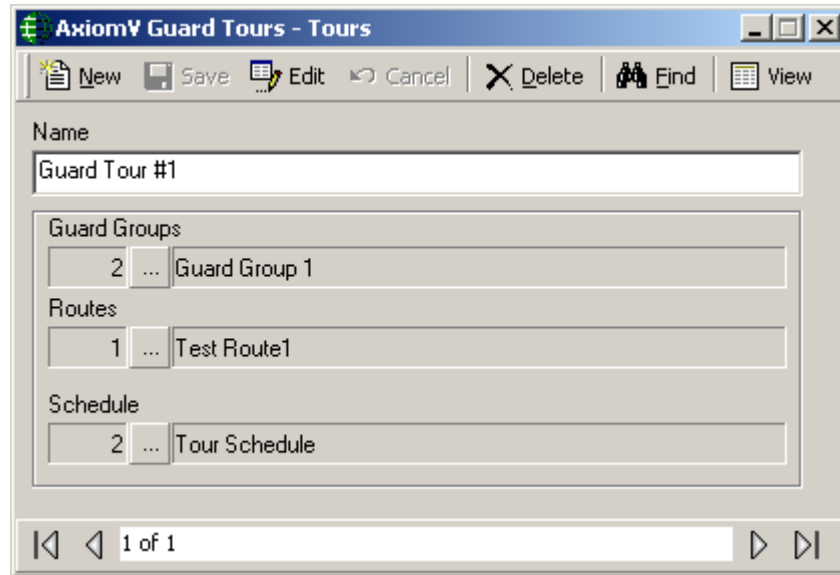 AxiomV Guard Tours - Tours
New Save Edit Cancel Delete Find View
Name
Guard Tour #1
Guard Groups
2 ... Guard Group 1
Routes
1 ... Test Route1
Schedule
2 ... Tour Schedule
1 of 1